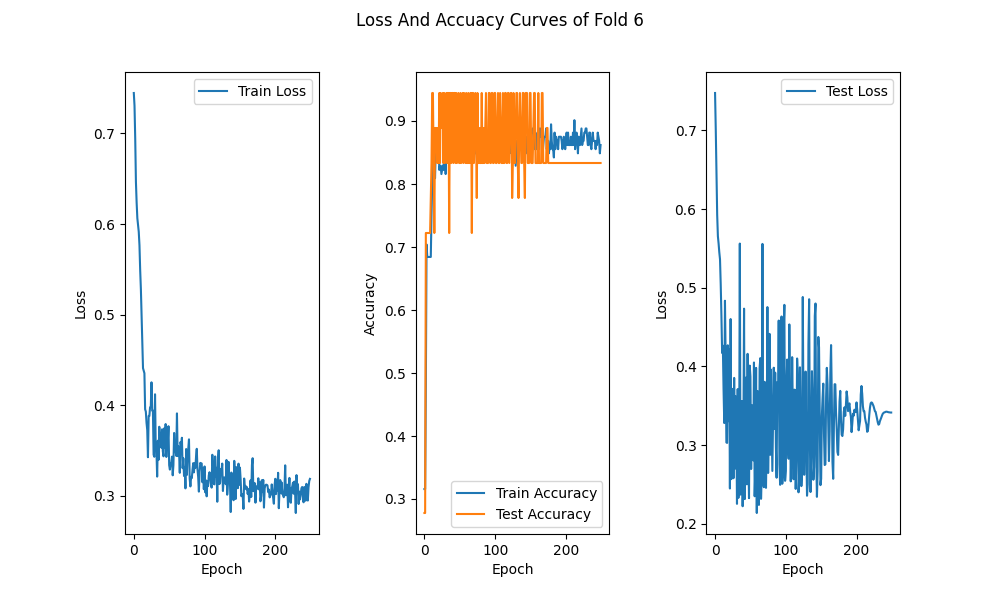 Loss And Accuacy Curves of Fold 6
Train Loss
0.7
0.6
0.5
0.4
0.3
Loss
0 100 200
Epoch
0.9
0.8
0.7
0.6
0.5
0.4
0.3
Accuracy
Train Accuracy
Test Accuracy
0 100 200
Epoch
Test Loss
0.7
0.6
0.5
0.4
0.3
0.2
Loss
0 100 200
Epoch